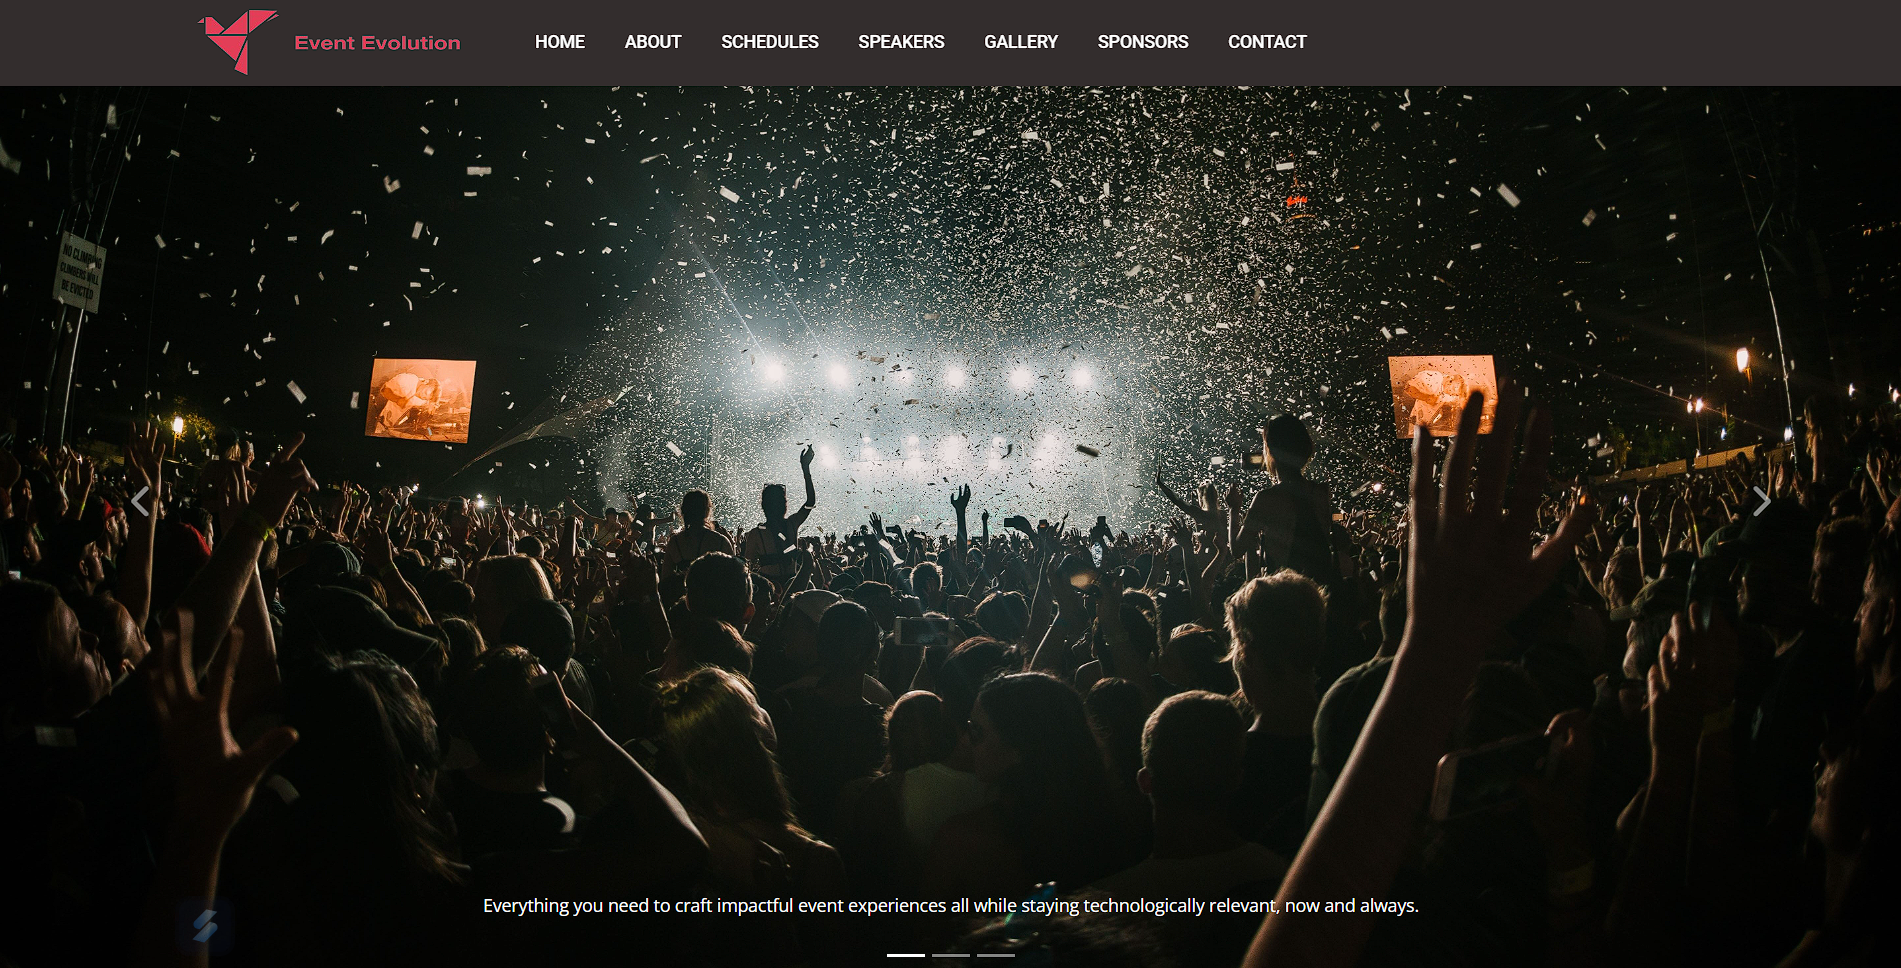 Event Evolution
HOME
ABOUT
SCHEDULES
SPEAKERS
GALLERY
SPONSORS
CONTACT
NO CLIMBING
CLIMBERS WILL
BE EVICTED
Everything you need to craft impactful event experiences all while staying technologically relevant, now and always.